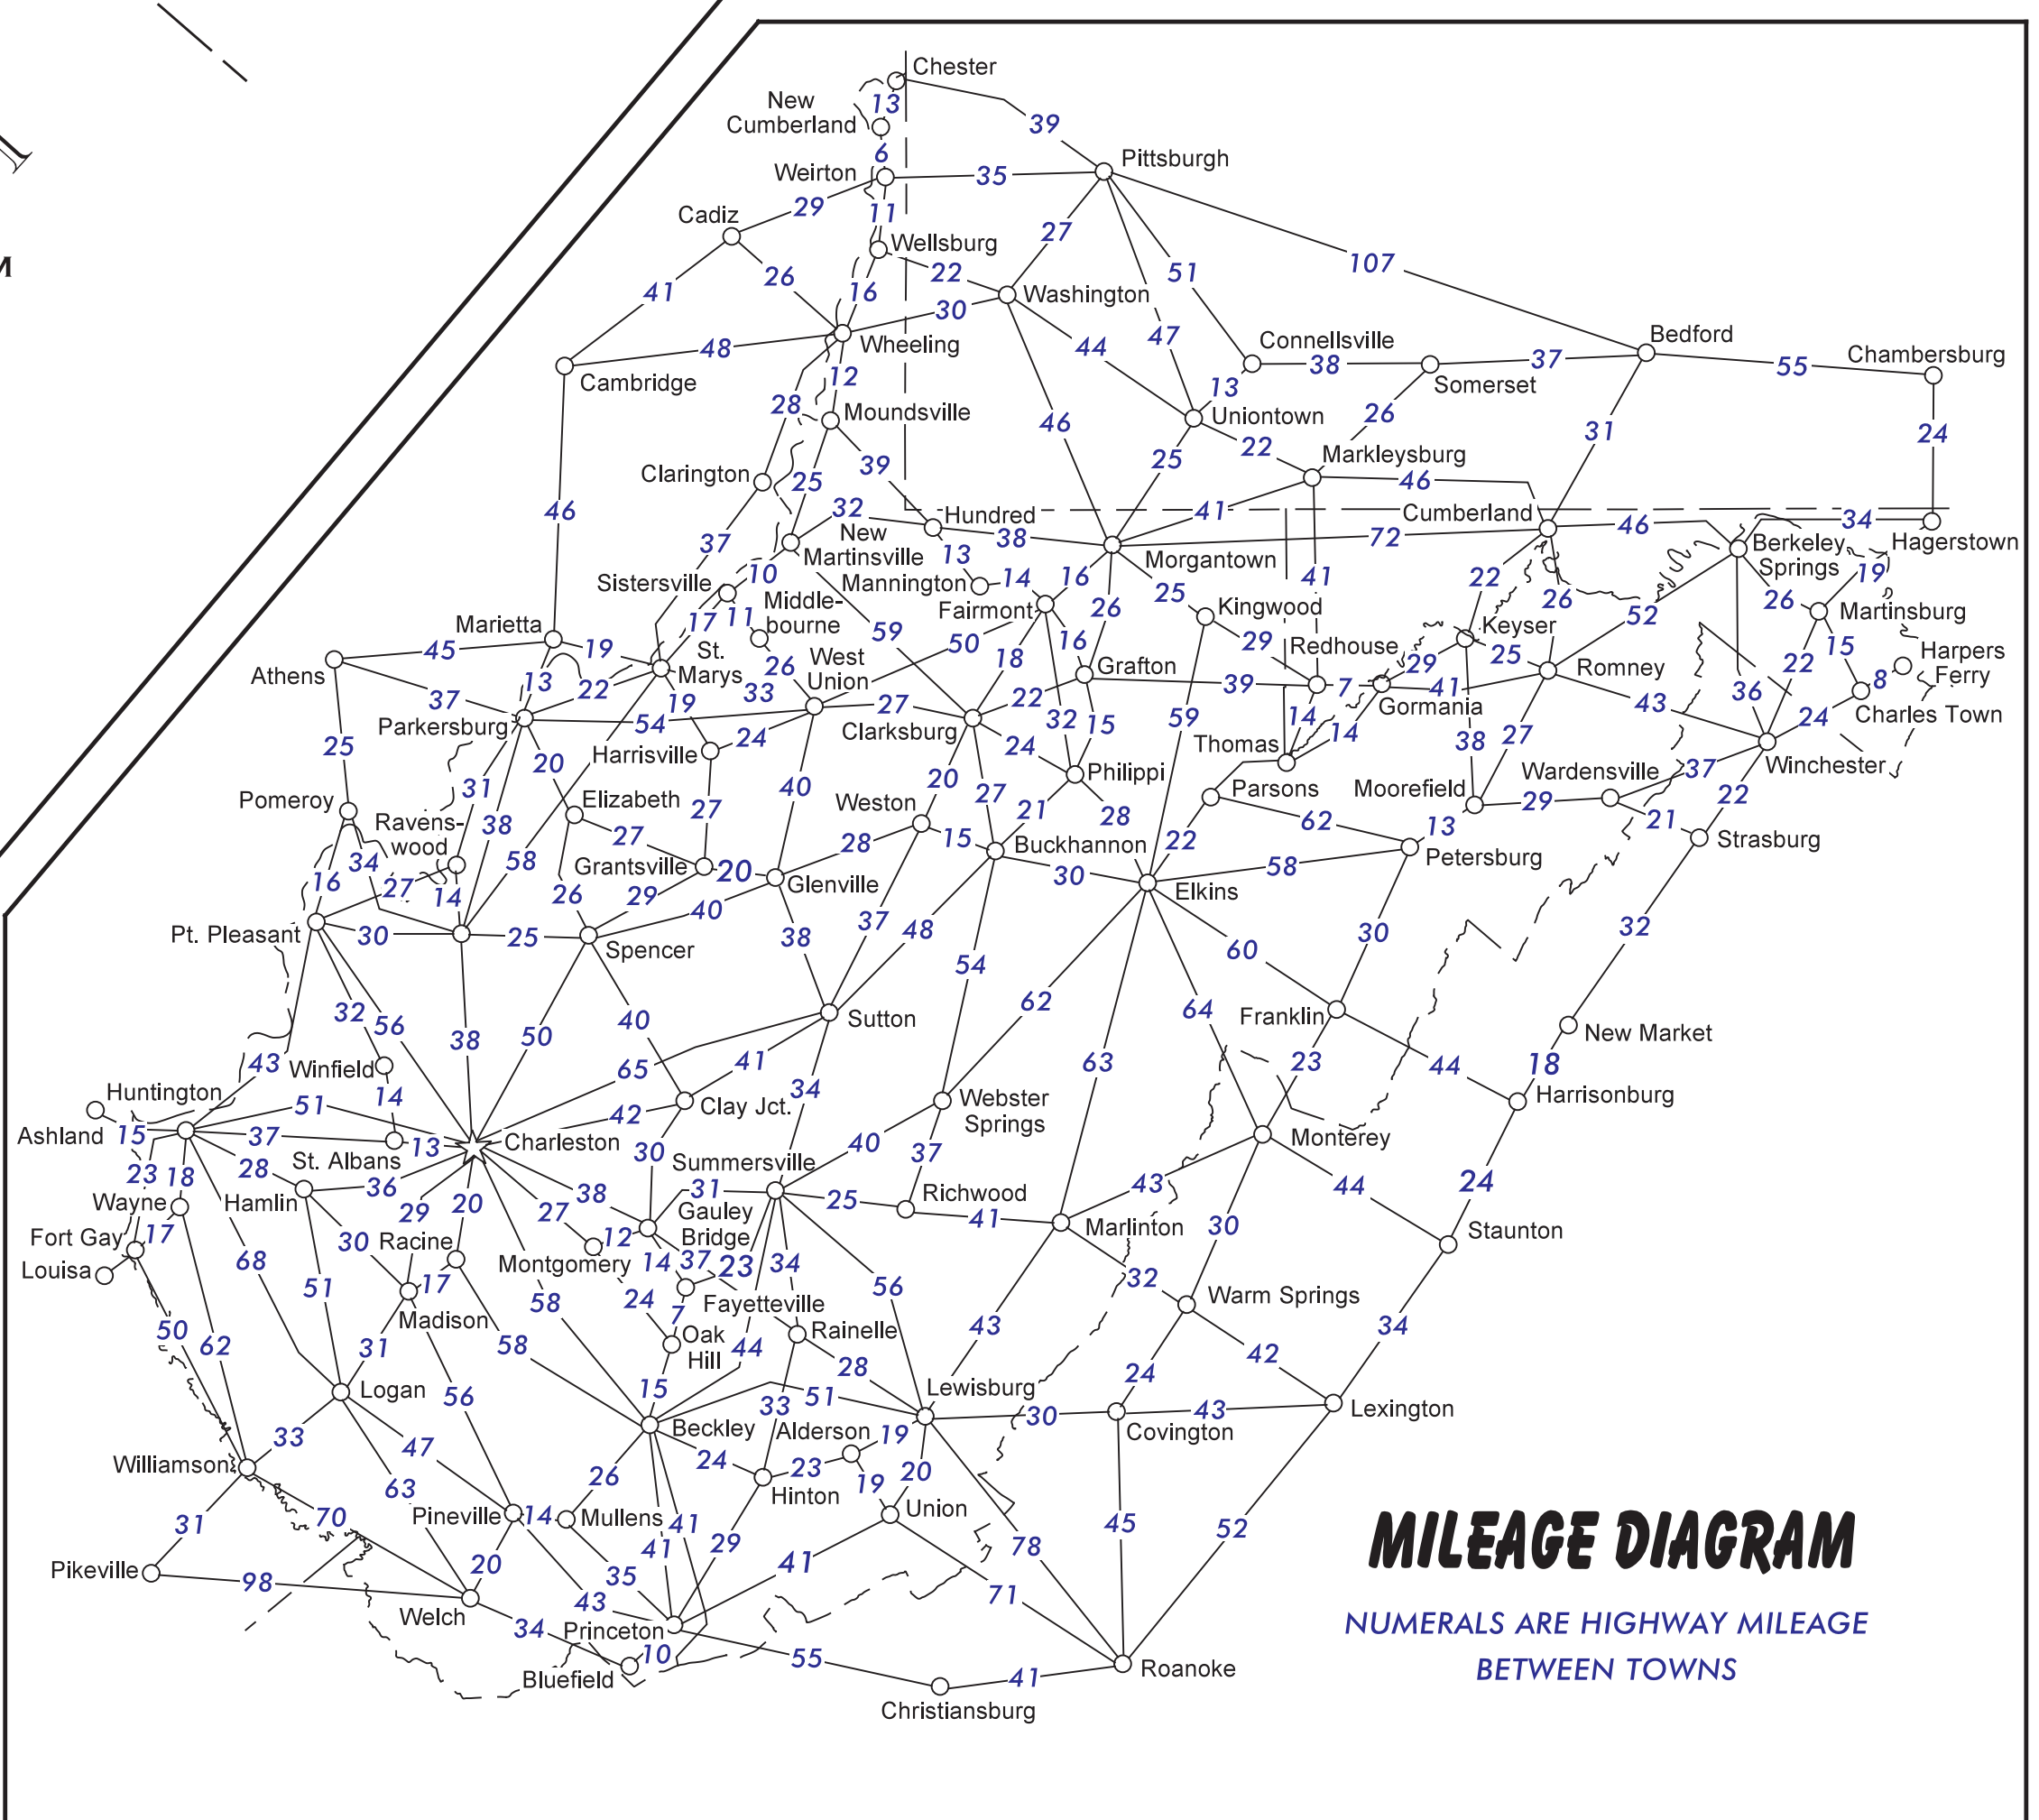 Chester
13
New
Cumberland
39
6
Pittsburgh
Weirton
35
29
11
Cadiz
27
Wellsburg
22
51
107
26
16
41
Washington
30
47
Connellsville
Bedford
Chambersburg
48
Wheeling
44
38
37
55
Cambridge
12
13
Somerset
28
Moundsville
46
Uniontown
26
31
24
39
22
Markleysburg
Clarington
25
25
46
46
32
Hundred
41
Cumberland
46
34
37
New
Martinsville
38
72
Hagerstown
Morgantown
Berkeley
Springs
13
10
Sistersville
Mannington
14
16
25
41
22
19
Middle-
bourne
Fairmont
26
Kingwood
26
52
26
Martinsburg
17
11
59
50
16
29
Keyser
Marietta
45
19
St.
Marys
26
West
Union
18
Redhouse
29
25
Romney
22
15
Harpers
Ferry
Athens
Grafton
39
7
41
8
37
13
22
33
22
Gormania
43
36
24
Charles Town
19
27
Parkersburg
54
Clarksburg
32
15
59
14
14
38
27
25
Harrisville
24
24
Thomas
Wardensville
37
Winchester
20
Philippi
31
40
20
27
Parsons
Moorefield
29
22
Pomeroy
Elizabeth
27
Weston
21
28
62
13
21
Strasburg
Ravens-
wood
38
27
28
15
Buckhannon
22
Petersburg
34
58
Grantsville
20
Glenville
30
58
Elkins
16
27
14
26
29
40
37
48
30
32
Pt. Pleasant
30
25
38
60
Spencer
54
62
64
32
56
38
50
40
Sutton
Franklin
New Market
43
65
41
34
63
23
44
18
Winfield
Huntington
51
14
42
Clay Jct.
Webster
Springs
Harrisonburg
Ashland
15
37
13
Charleston
40
Monterey
23
18
28
St. Albans
30
Summersville
37
36
38
31
25
Richwood
43
44
24
Wayne
Hamlin
29
20
27
Gauley
Bridge
41
Marlinton
Staunton
Fort Gay
17
30
Racine
12
30
Louisa
68
17
Montgomery
14
37
23
34
56
32
51
58
24
Fayetteville
Warm Springs
Madison
7
50
62
Oak
Hill
Rainelle
43
34
31
58
44
42
28
24
Logan
56
15
Lewisburg
51
33
30
43
Lexington
33
47
Beckley
Alderson
19
Covington
Williamson
24
23
26
19
20
63
Hinton
31
70
Pineville
14
Mullens
41
Union
45
52
MILEAGE DIAGRAM
41
29
78
Pikeville
98
20
35
41
71
NUMERALS ARE HIGHWAY MILEAGE
Welch
43
34
Princeton
10
55
BETWEEN TOWNS
Bluefield
41
Roanoke
Christiansburg